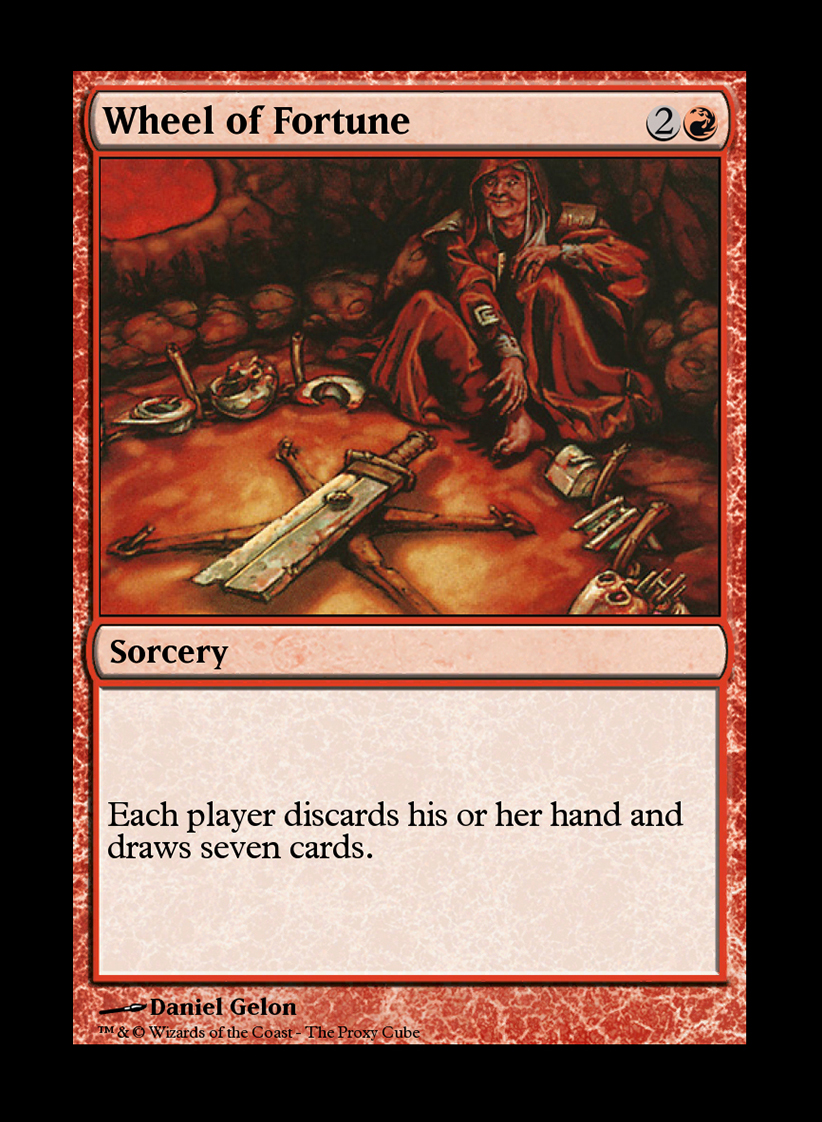 Wheel of Fortune 2
Sorcery
Each player discards his or her hand and
draws seven cards.
Daniel Gelon
™ & © Wizards of the Coast - The Proxy Cube